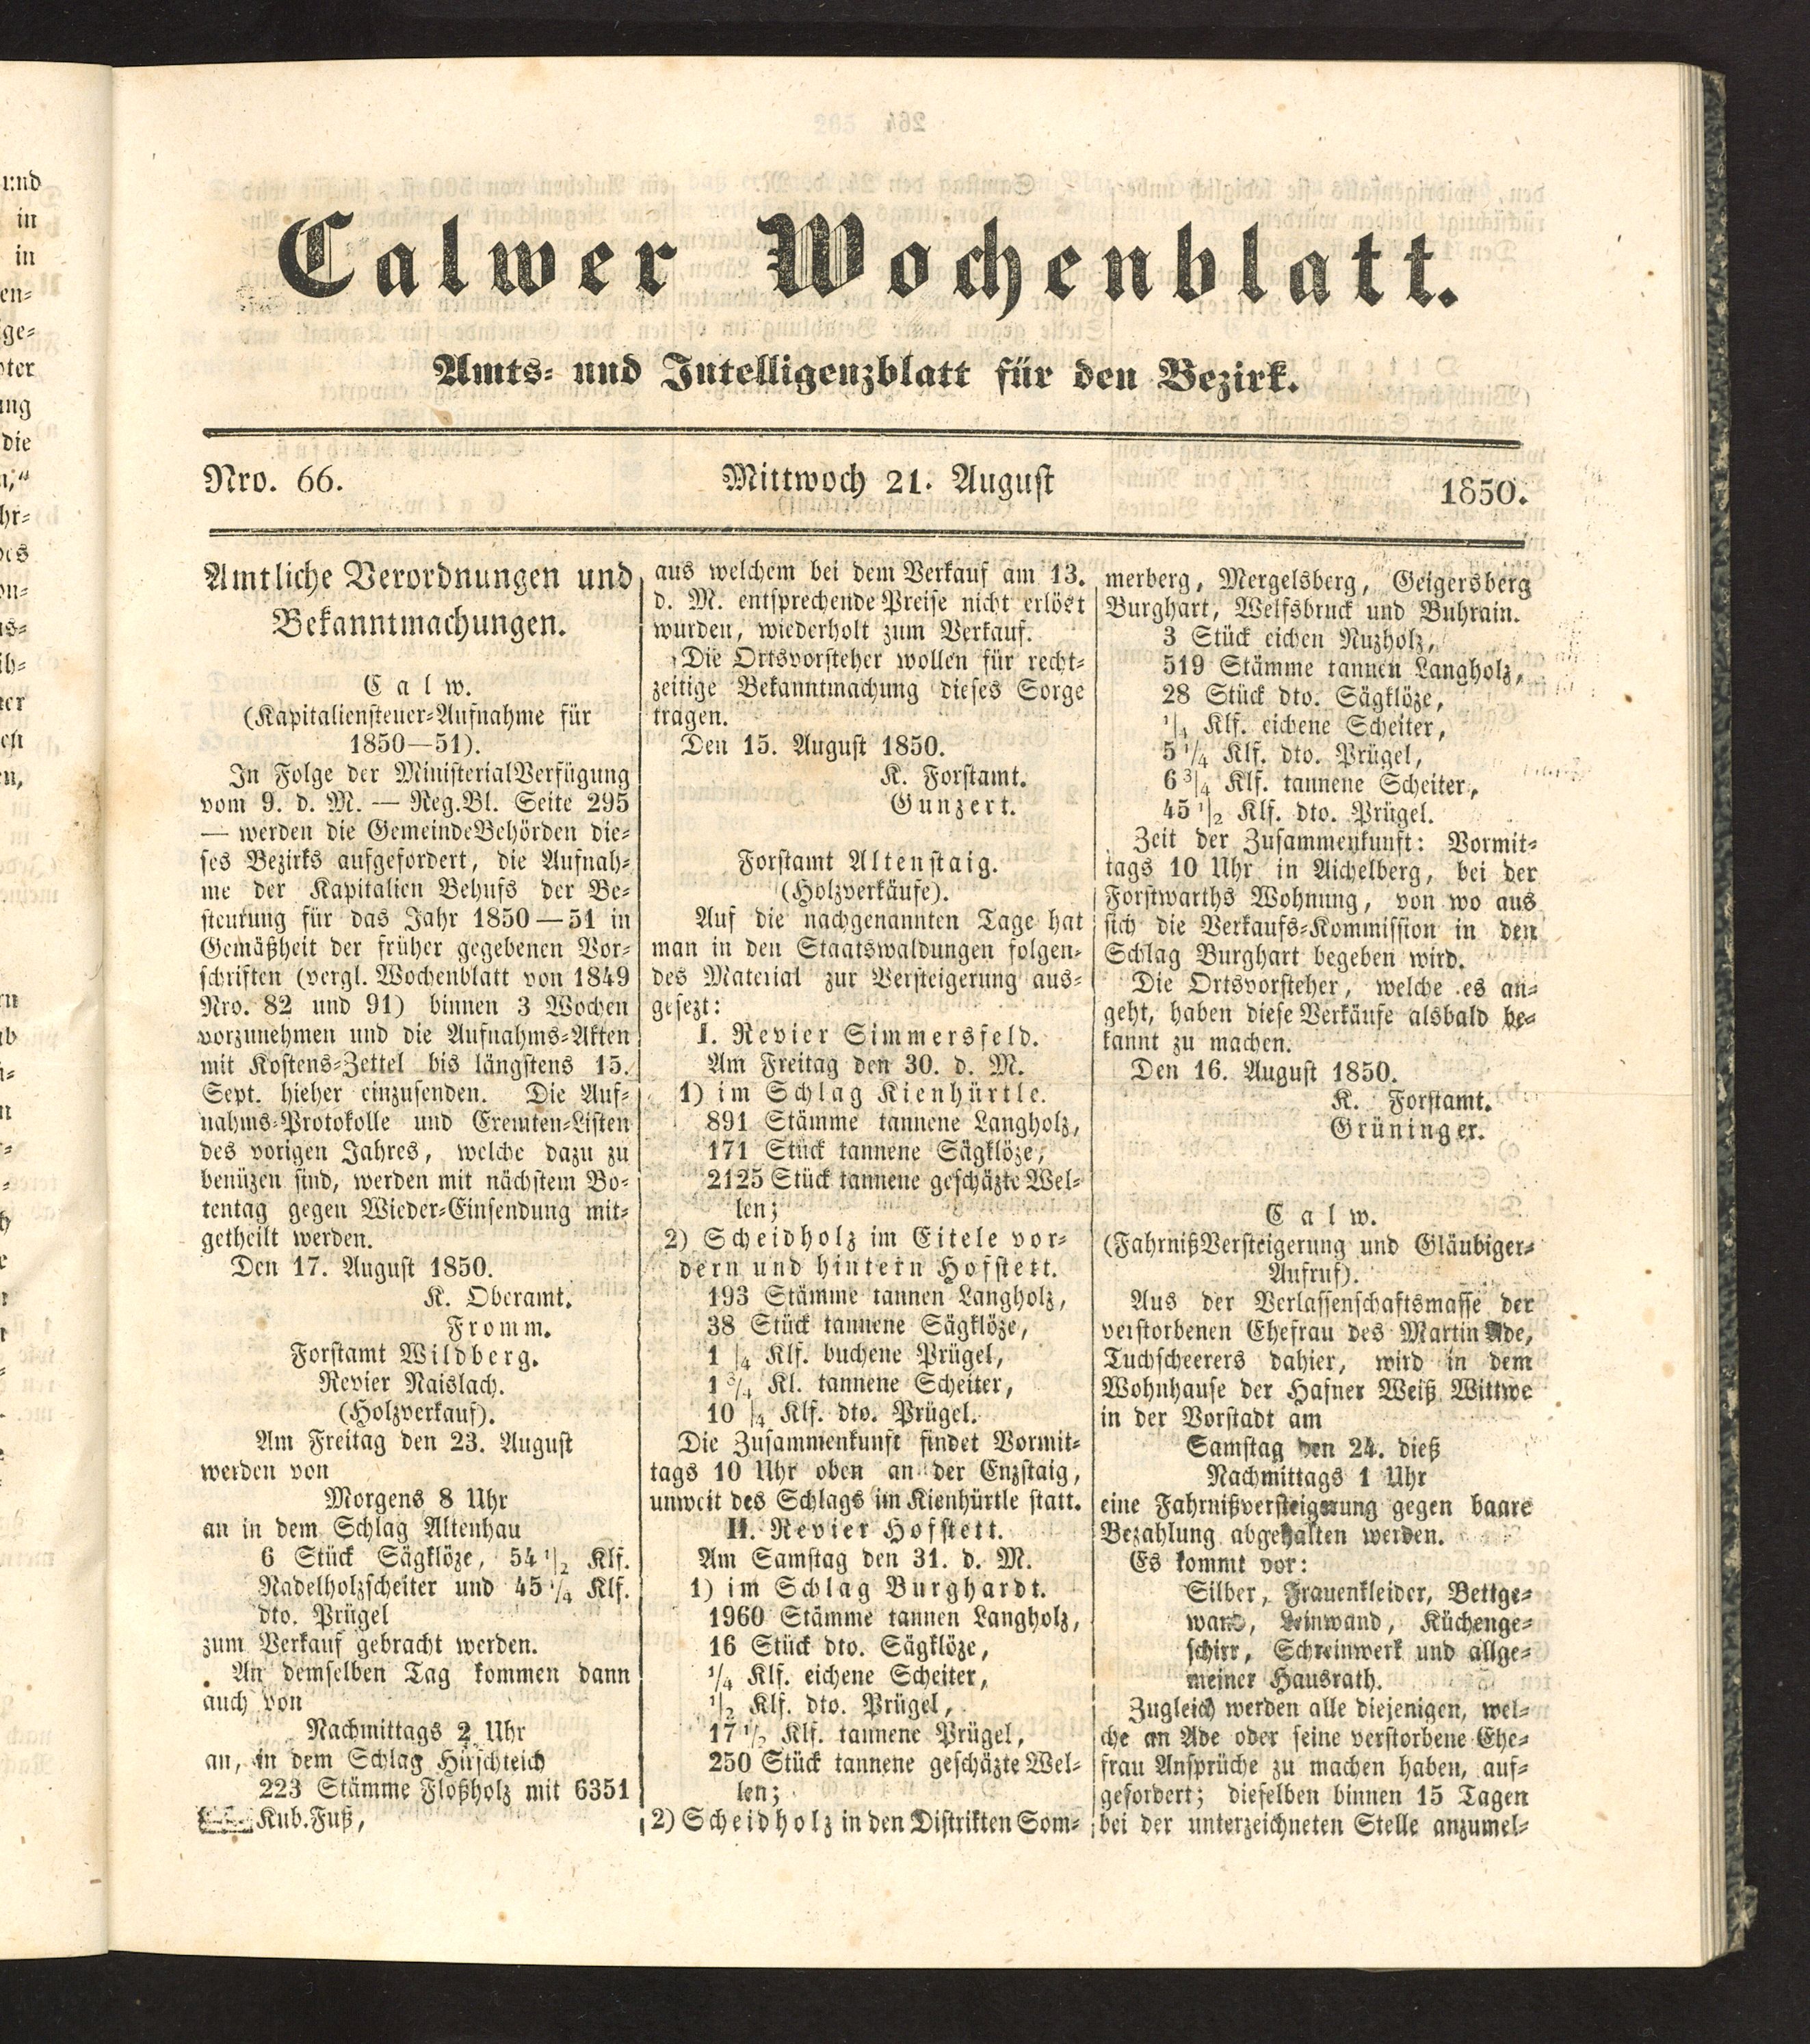 Calwer Wochenblatt.
Amts- und Intelligenzblatt für den Bezirk.
Nro. 66.
Mittwoch 21. August
1850.
Amtliche Verordnungen und
Bekanntmachungen.
Calw.
(Kapitaliensteuer-Aufnahme für
1850—51).
In Folge der MinisterialVerfügung
vom 9. d. M. — Reg.Bl. Seite 295
— werden die GemeindeBehörden die-
ses Bezirks aufgefordert, die Aufnah-
me der Kapitalien Behufs der Be-
steurung für das Jahr 1850—51 in
Gemäßheit der früher gegebenen Vor-
schriften (vergl. Wochenblatt von 1849
Nro. 82 und 91) binnen 3 Wochen
vorzunehmen und die Aufnahms-Akten
mit Kostens-Zettel bis längstens 15.
Sept. hieher einzusenden. Die Auf-
nahms-Protokolle und Eremten-Listen
des vorigen Jahres, welche dazu zu
benüzen sind, werden mit nächstem Bo-
tentag gegen Wieder-Einsendung mit-
getheilt werden.
Den 17. August 1850.
K. Oberamt.
Fromm.
Forstamt Wildberg.
Revier Naislach.
(Holzverkauf).
Am Freitag den 23. August
werden von
Morgens 8 Uhr
an in dem Schlag Altenhau
6 Stück Sägklöze, 54 1/2 Klf.
Nadelholzscheiter und 45 1/4 Klf.
dto. Prügel
zum Verkauf gebracht werden.
An demselben Tag kommen dann
auch von
Nachmittags 2 Uhr
an, in dem Schlag Hirschteich
223 Stämme Floßholz mit 6351
Kub.Fuß,
aus welchem bei dem Verkauf am 13.
d. M. entsprechende Preise nicht erlöst
wurden, wiederholt zum Verkauf.
Die Ortsvorsteher wollen für recht-
zeitige Bekanntmachung dieses Sorge
tragen.
Den 15. August 1850.
K. Forstamt.
Gunzert.
Forstamt Altenstaig.
(Holzverkäufe).
Auf die nachgenannten Tage hat
man in den Staatswaldungen folgen-
des Material zur Versteigerung aus-
gesezt:
I. Revier Simmersfeld.
Am Freitag den 30. d. M.
1) im Schlag Kienhürtle.
891 Stämme tannene Langholz,
171 Stück tannene Sägklöze,
2125 Stück tannene geschäzte Wel-
len;
2) Scheidholz im Eitele vor-
dern und hintern Hofstett.
193 Stämme tannen Langholz,
38 Stück tannene Sägklöze,
1 1/4 Klf. buchene Prügel,
1 3/4 Kl. tannene Scheiter,
10 1/4 Klf. dto. Prügel.
Die Zusammenkunft findet Vormit-
tags 10 Uhr oben an der Enzstaig,
unweit des Schlags im Kienhürtle statt.
II. Revier Hofstett.
Am Samstag den 31. d. M.
1) im Schlag Burghardt.
1960 Stämme tannen Langholz,
16 Stück dto. Sägklöze,
1/4 Klf. eichene Scheiter,
1/2 Klf. dto. Prügel,
17 1/2 Klf. tannene Prügel,
250 Stück tannene geschäzte Wel-
len;
2) Scheidholz in den Distrikten Som-
merberg, Mergelsberg, Geigersberg
Burghart, Welfsbruck und Buhrain.
3 Stück eichen Nuzholz,
519 Stämme tannen Langholz,
28 Stück dto. Sägklöze,
1/4 Klf. eichene Scheiter,
5 1/4 Klf. dto. Prügel,
6 3/4 Klf. tannene Scheiter,
45 1/2 Klf. dto. Prügel.
Zeit der Zusammenkunft: Vormit-
tags 10 Uhr in Aichelberg, bei der
Forstwarths Wohnung, von wo aus
sich die Verkaufs-Kommission in den
Schlag Burghart begeben wird.
Die Ortsvorsteher, welche es an-
geht, haben diese Verkäufe alsbald be-
kannt zu machen.
Den 16. August 1850.
K. Forstamt.
Grüninger.
Calw.
(FahrnißVersteigerung und Gläubiger-
Aufruf).
Aus der Verlassenschaftsmasse der
verstorbenen Ehefrau des Martin Ade,
Tuchscheerers dahier, wird in dem
Wohnhause der Hafner Weiß Wittwe
in der Vorstadt am
Samstag den 24. dieß
Nachmittags 1 Uhr
eine Fahrnißversteigerung gegen baare
Bezahlung abgehalten werden.
Es kommt vor:
Silber, Frauenkleider, Bettge-
wand, Leinwand, Küchenge-
schirr, Schreinwerk und allge-
meiner Hausrath.
Zugleich werden alle diejenigen, wel-
che an Ade oder seine verstorbene Ehe-
frau Ansprüche zu machen haben, auf-
gefordert; dieselben binnen 15 Tagen
bei der unterzeichneten Stelle anzumel-